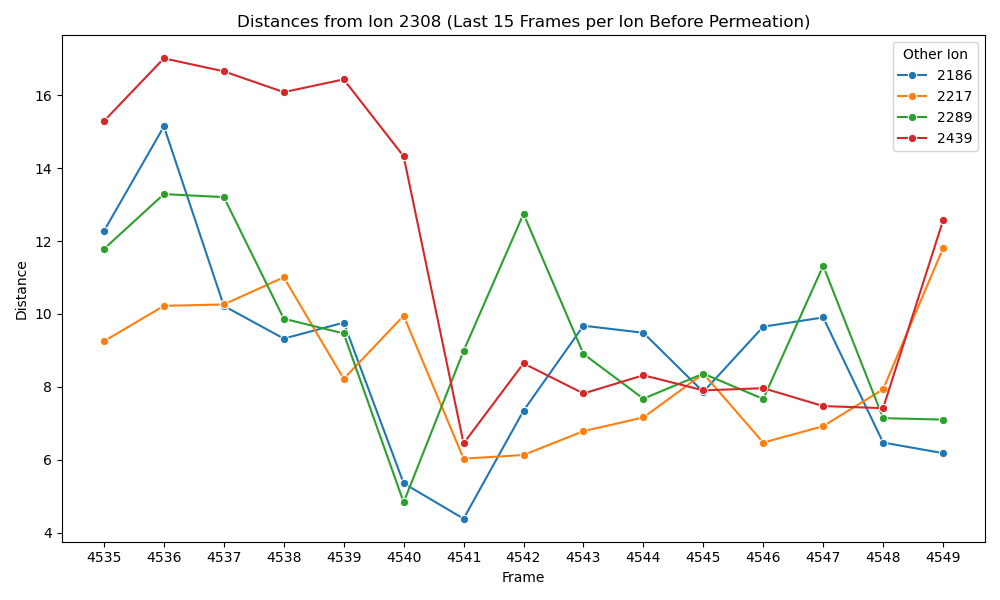 Distances from Ion 2308 (Last 15 Frames per Ion Before Permeation)
Other Ion
2186
2217
2289
2439
Distance
16
14
12
10
8
6
4
4535 4536 4537 4538 4539 4540 4541 4542 4543 4544 4545 4546 4547 4548 4549
Frame